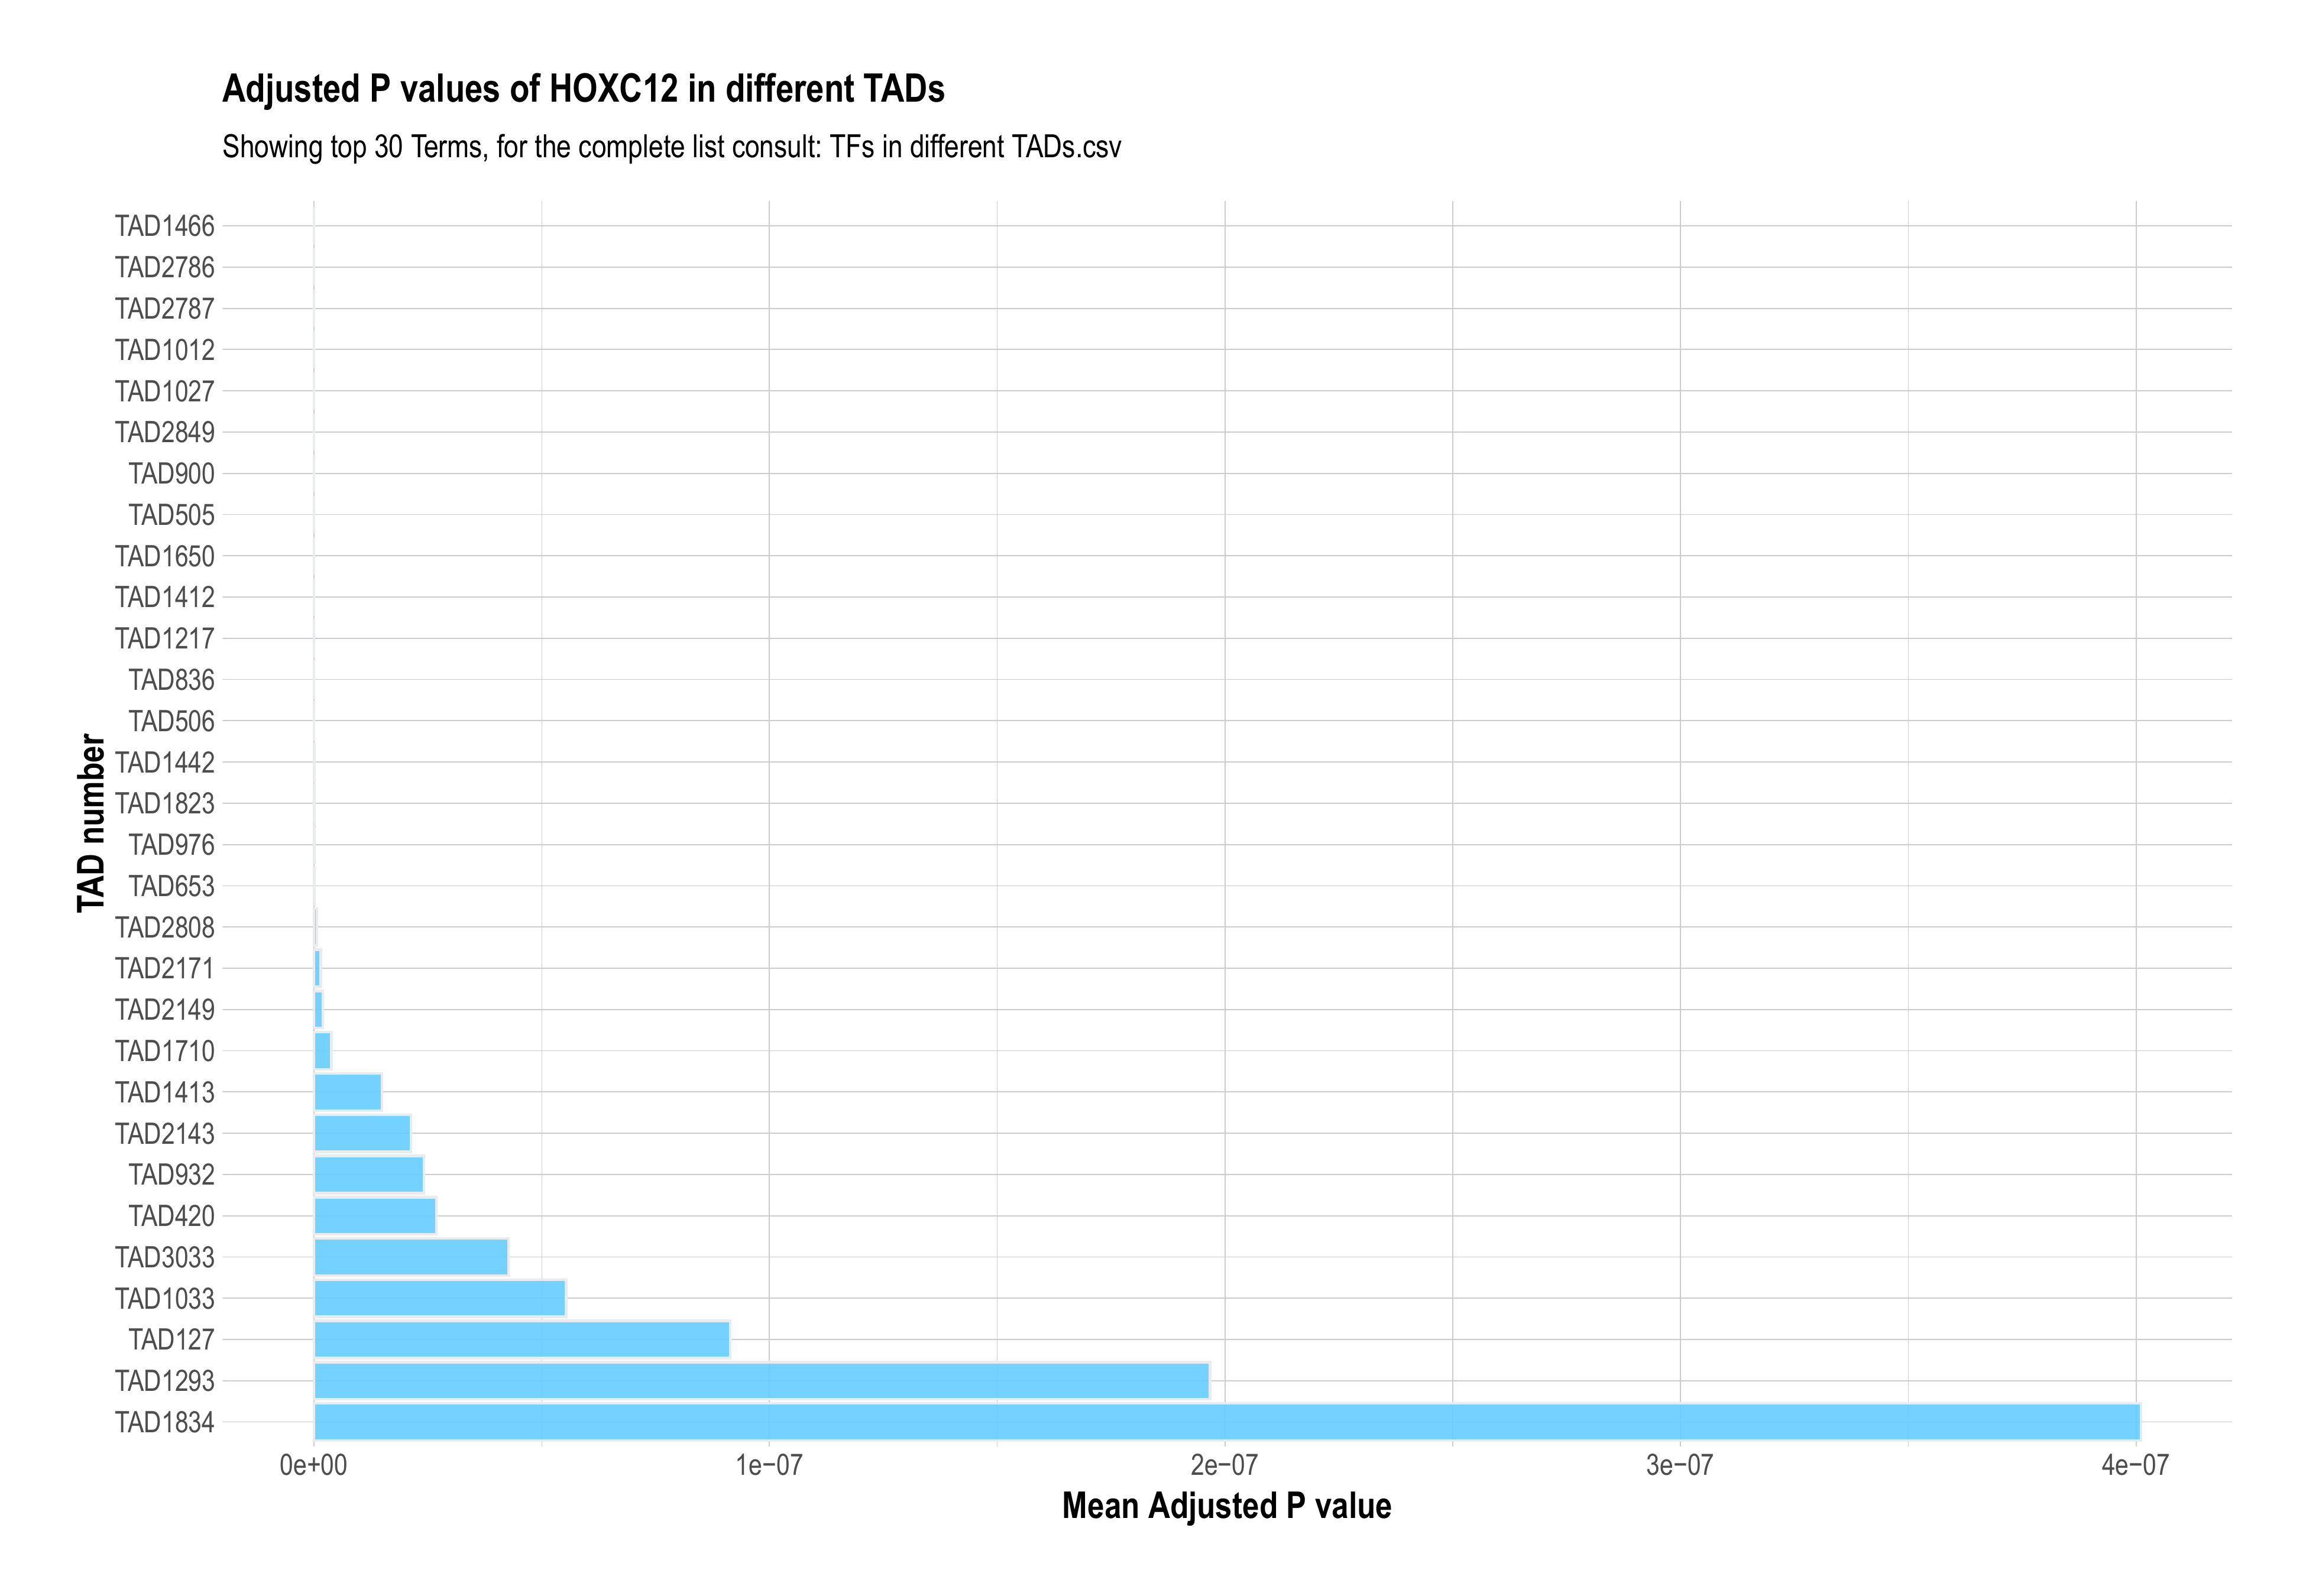 Adjusted P values of HOXC12 in different TADs
Showing top 30 Terms, for the complete list consult: TFs in different TADs.csv
TAD number
TAD1466
TAD2786
TAD2787
TAD1012
TAD1027
TAD2849
TAD900
TAD505
TAD1650
TAD1412
TAD1217
TAD836
TAD506
TAD1442
TAD1823
TAD976
TAD653
TAD2808
TAD2171
TAD2149
TAD1710
TAD1413
TAD2143
TAD932
TAD420
TAD3033
TAD1033
TAD127
TAD1293
TAD1834
0e+00 1e−07 2e−07 3e−07 4e−07
Mean Adjusted P value